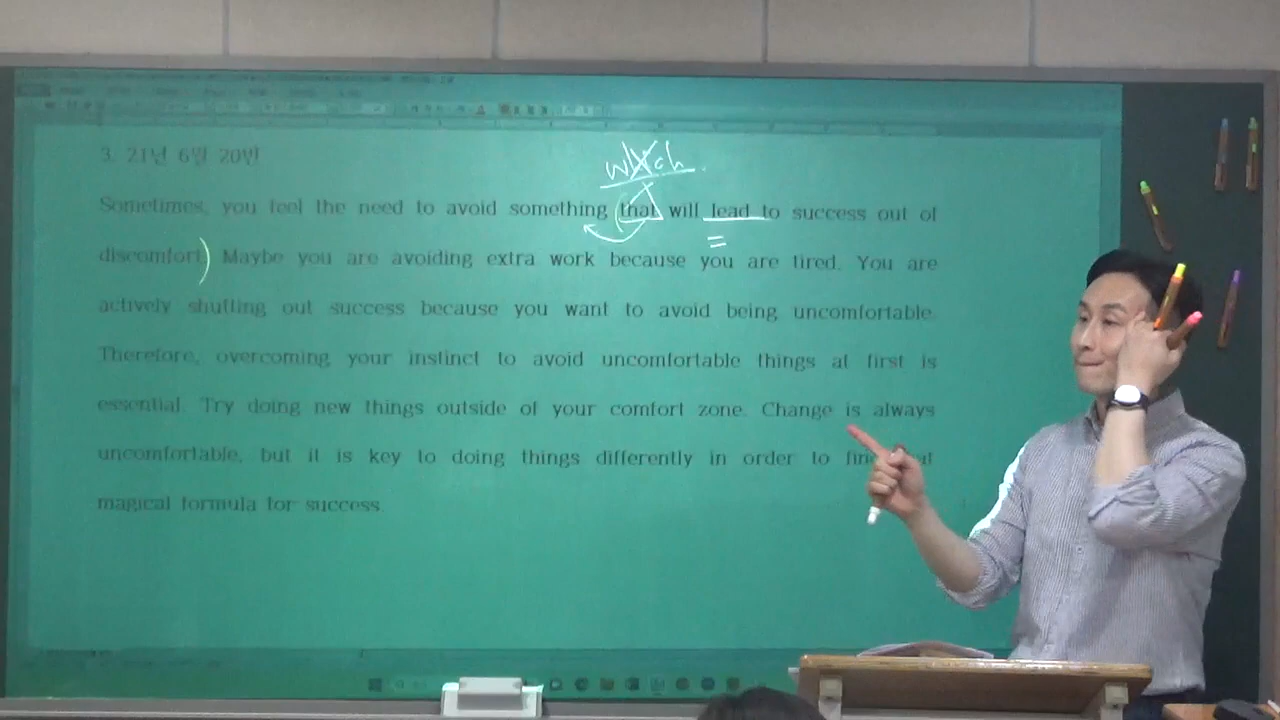 3. 21년 6월 20번
which
Sometimes, you feel the need to avoid something that will lead to success out of
discomfort. Maybe you are avoiding extra work because you are tired. You are
actively shutting out success because you want to avoid being uncomfortable.
Therefore, overcoming your instinct to avoid uncomfortable things at first is
essential. Try doing new things outside of your comfort zone. Change is always
uncomfortable, but it is key to doing things differently in order to
magical formula for success.